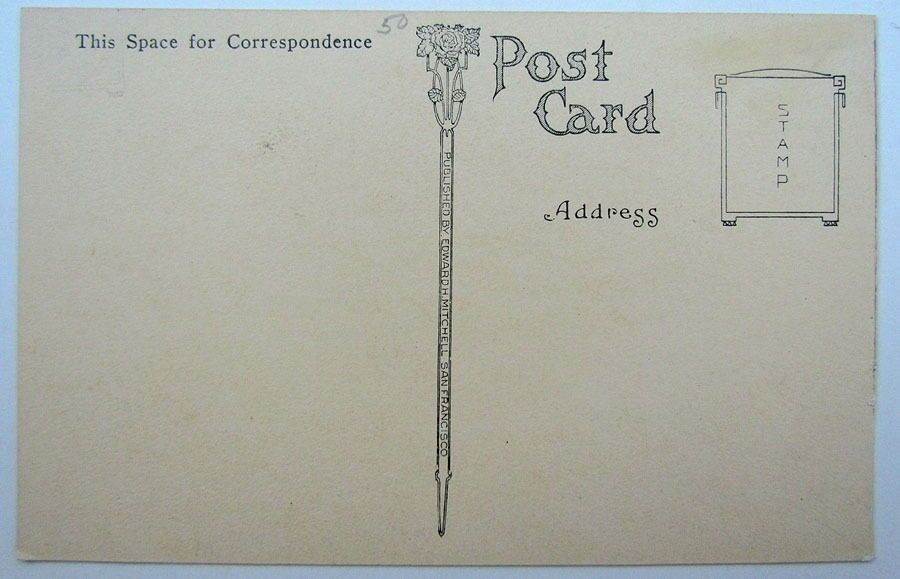 This Space for Correspondence
50
Post
Card
STAMP
Address
PUBLISHED BY EDWARD H. MITCHELL SAN FRANCISCO